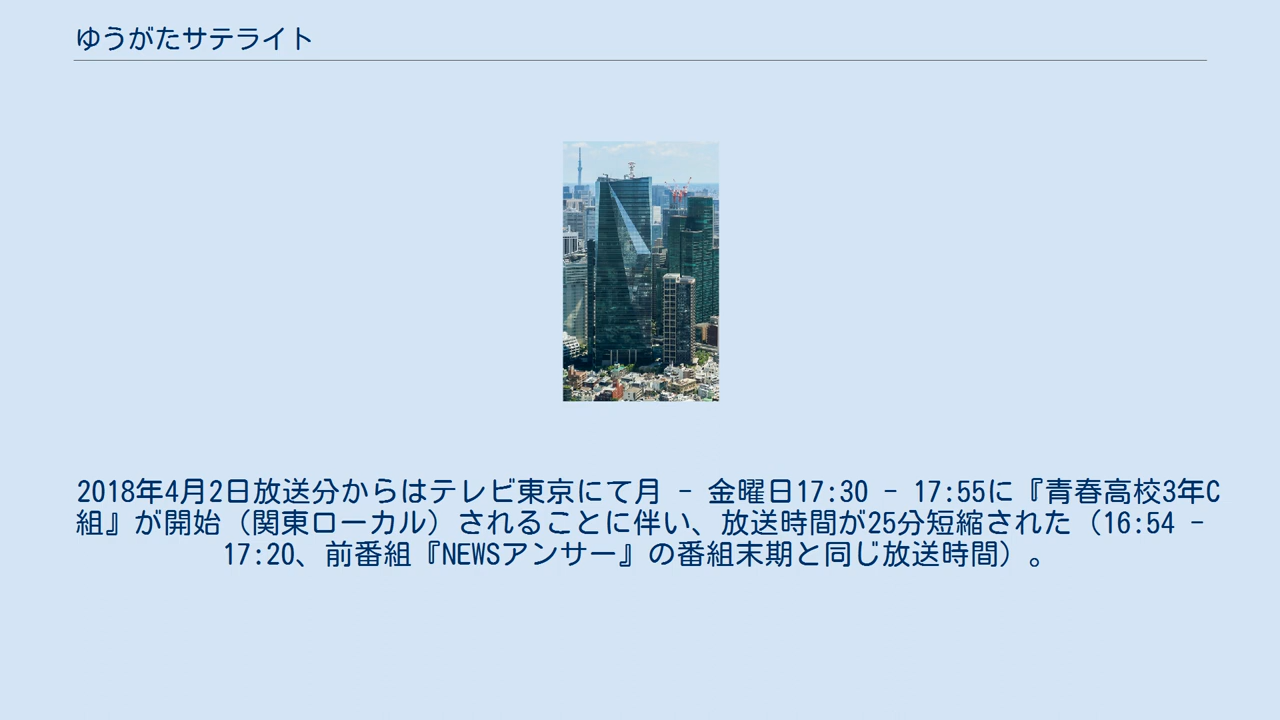 ゆうがたサテライト
2018年4月2日放送分からはテレビ東京にて月 - 金曜日17:30 - 17:55に『青春高校3年C
組』が開始（関東ローカル）されることに伴い、放送時間が25分短縮された（16:54 -
17:20、前番組『NEWSアンサー』の番組末期と同じ放送時間）。